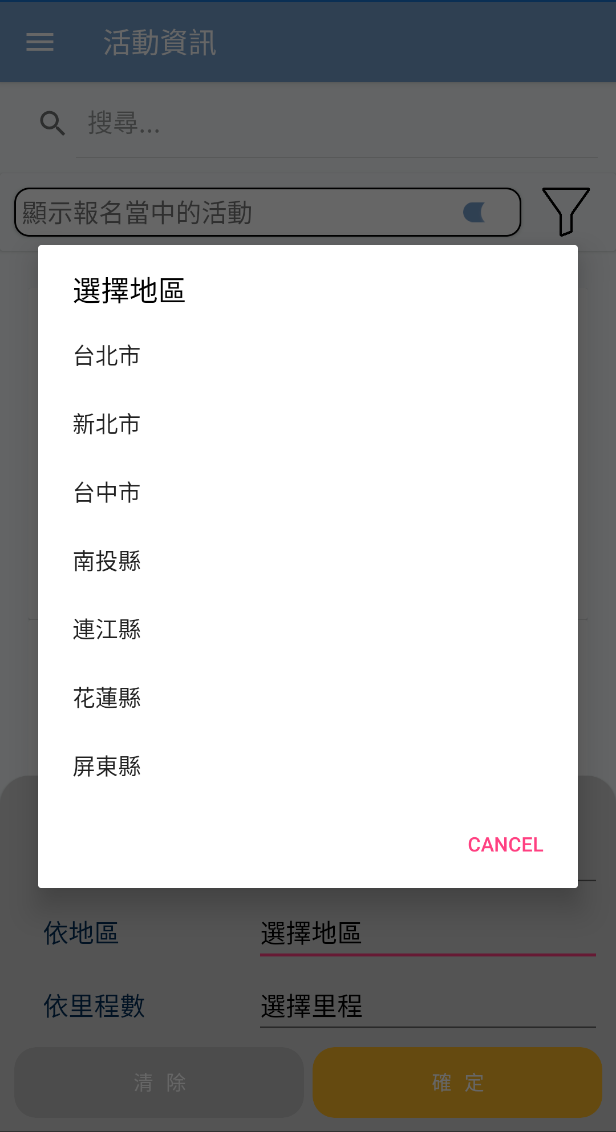 活動資訊
搜尋...
顯示報名當中的活動
選擇地區
台北市
新北市
台中市
南投縣
連江縣
花蓮縣
屏東縣
CANCEL
依地區 選擇地區
依里程數 選擇里程
清 除 確 定